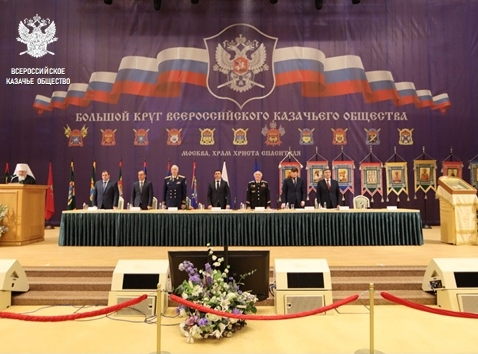 ВСЕРОССИЙСКОЕ
КАЗАЧЬЕ ОБЩЕСТВО
БОЛЬШОЙ КРУГ ВСЕРОССИЙСКОГО КАЗАЧЬЕГО ОБЩЕСТВА
МОСКВА, ХРАМ ХРИСТА СПАСИТЕЛЯ